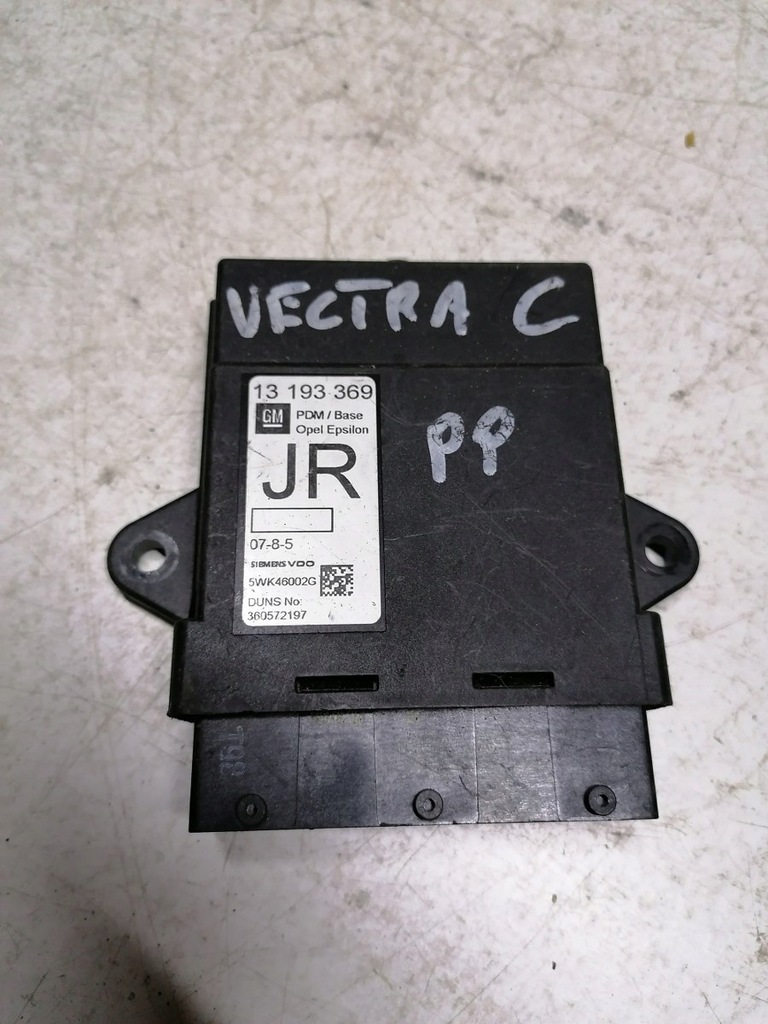 VECTRA C
13 193 369
GM
PDM / Base
Opel Epsilon
PP
JR
07-8-5
SIEMENS VDO
5WK46002G
DUNS No:
360572197